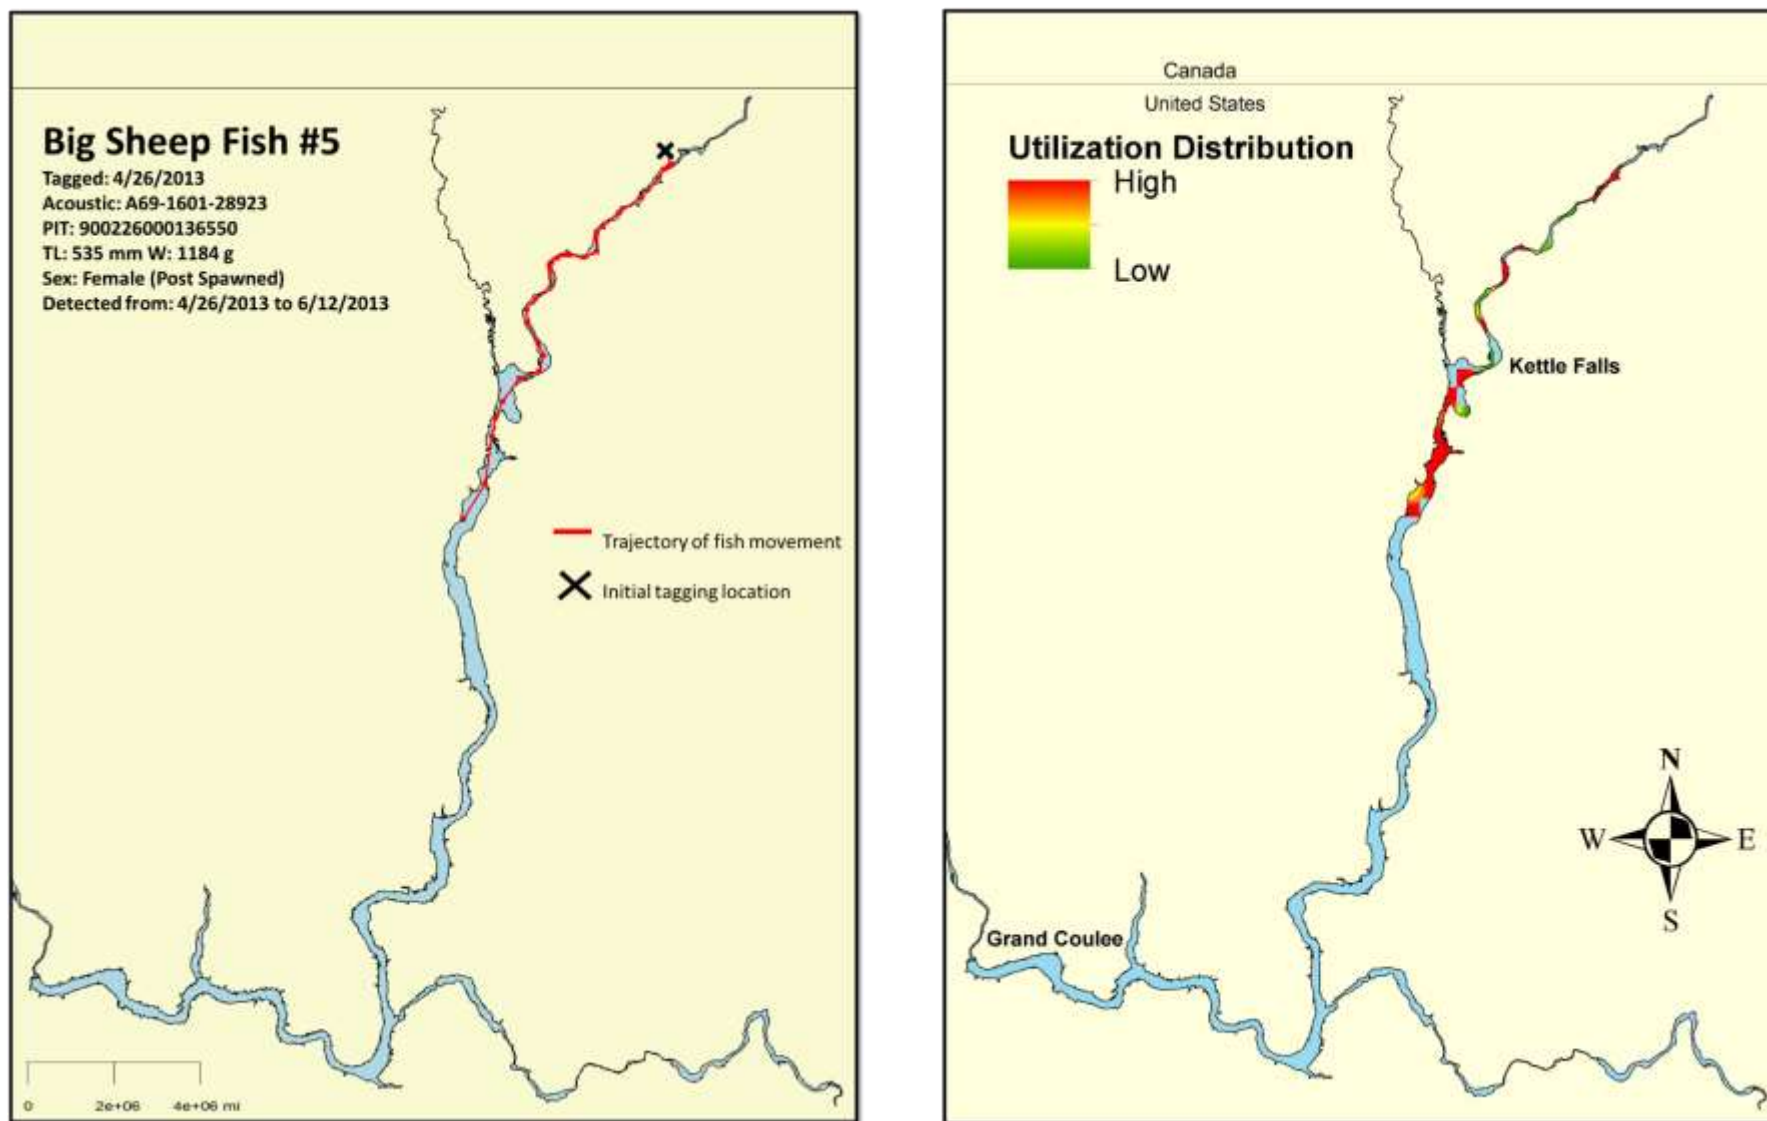 Big Sheep Fish #5
Tagged: 4/26/2013
Acoustic: A69-1601-28923
PIT: 900226000136550
TL: 535 mm W: 1184 g
Sex: Female (Post Spawned)
Detected from: 4/26/2013 to 6/12/2013
Trajectory of fish movement
Initial tagging location
0 2e+06 4e+06 mi
Canada
United States
Utilization Distribution
High
Low
Kettle Falls
Grand Coulee
N
W E
S